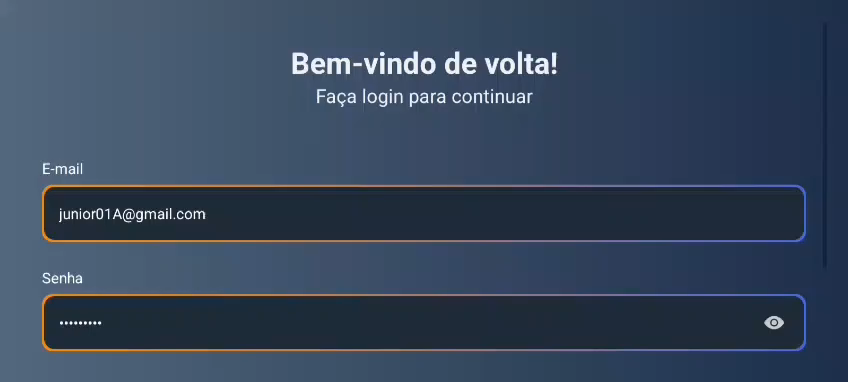 Bem-vindo de volta!
Faça login para continuar
E-mail
junior01A@gmail.com
Senha
•••••••••